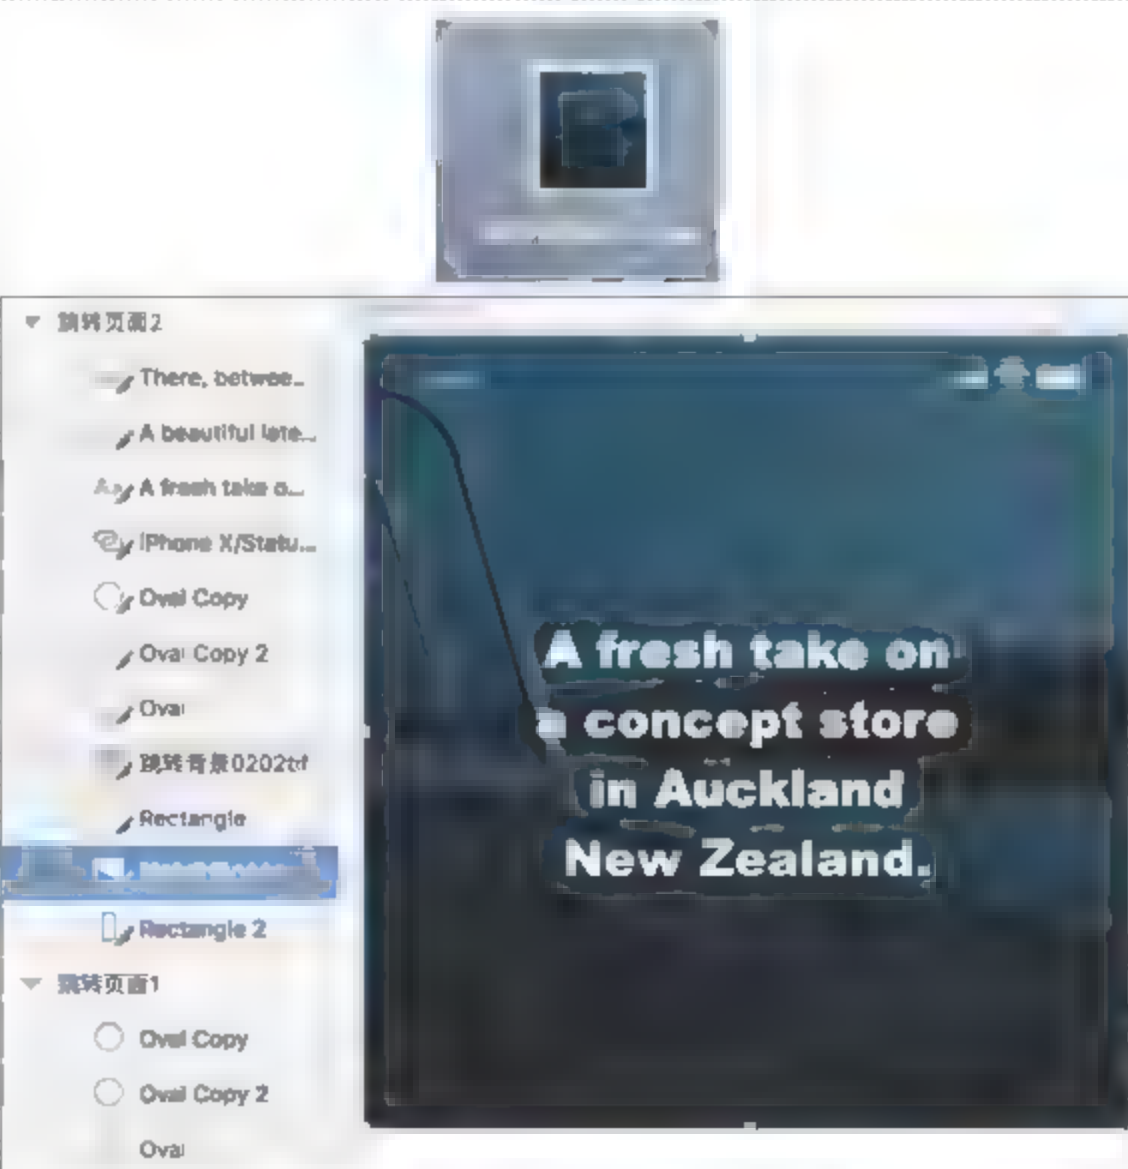 跳转页面2
There, betwee...
A beautiful late...
A fresh take o...
iPhone X/Statu...
Oval Copy
Oval Copy 2
Oval
跳转背景0202tif
Rectangle
Rectangle 2
跳转页面1
Oval Copy
Oval Copy 2
Oval
A fresh take on
a concept store
in Auckland
New Zealand.